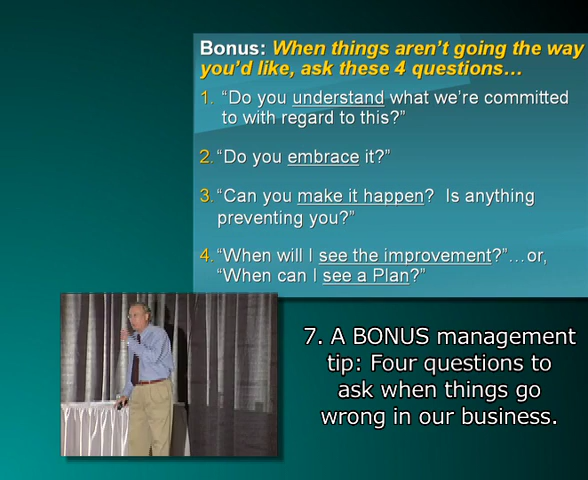 Bonus: When things aren't going the way
you'd like, ask these 4 questions…
1. "Do you understand what we're committed
to with regard to this?"
2. "Do you embrace it?"
3. "Can you make it happen? Is anything
preventing you?"
4. "When will I see the improvement?"…or,
"When can I see a Plan?"
7. A BONUS management
tip: Four questions to
ask when things go
wrong in our business.